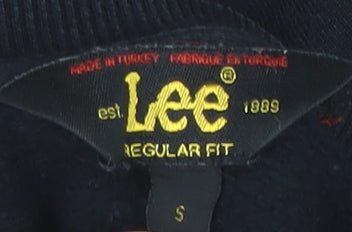 MADE IN TURKEY FABRIQUE EN TURQUIE
est. Lee® 1889
REGULAR FIT
S